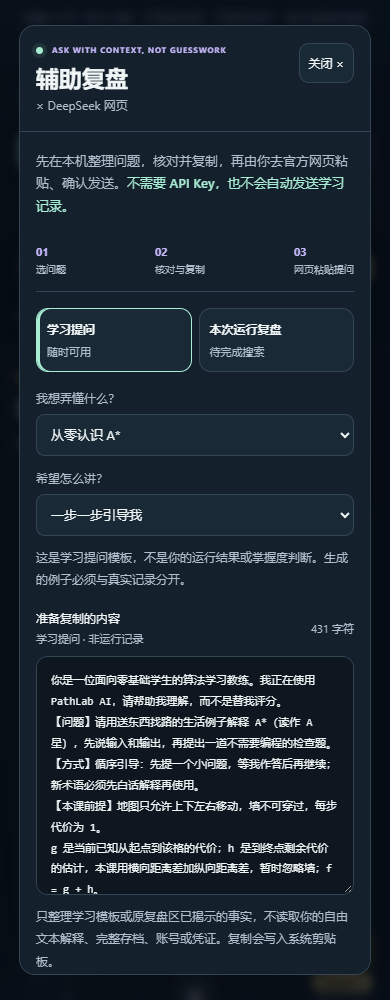 ASK WITH CONTEXT, NOT GUESSWORK
辅助复盘
× DeepSeek 网页
关闭 ×
先在本机整理问题，核对并复制，再由你去官方网页粘
贴、确认发送。不需要 API Key，也不会自动发送学习
记录。
01
选问题
02
核对与复制
03
网页粘贴提问
学习提问
随时可用
本次运行复盘
待完成搜索
我想弄懂什么？
从零认识 A*
希望怎么讲？
一步一步引导我
这是学习提问模板，不是你的运行结果或掌握度判断。生成
的例子必须与真实记录分开。
准备复制的内容
学习提问 · 非运行记录
431 字符
你是一位面向零基础学生的算法学习教练。我正在使用
PathLab AI，请帮助我理解，而不是替我评分。
【问题】请用送东西找路的生活例子解释 A*（读作 A
星），先说输入和输出，再提出一道不需要编程的检查题。
【方式】循序引导：先提一个小问题，等我作答后再继续；
新术语必须先白话解释再使用。
【本课前提】地图只允许上下左右移动，墙不可穿过，每步
代价为 1。
g 是当前已知从起点到该格的代价；h 是到终点剩余代价
的估计，本课用横向距离差加纵向距离差，暂时忽略墙；f
= g + h。
只整理学习模板或原复盘区已揭示的事实，不读取你的自由
文本解释、完整存档、账号或凭证。复制会写入系统剪贴
板。